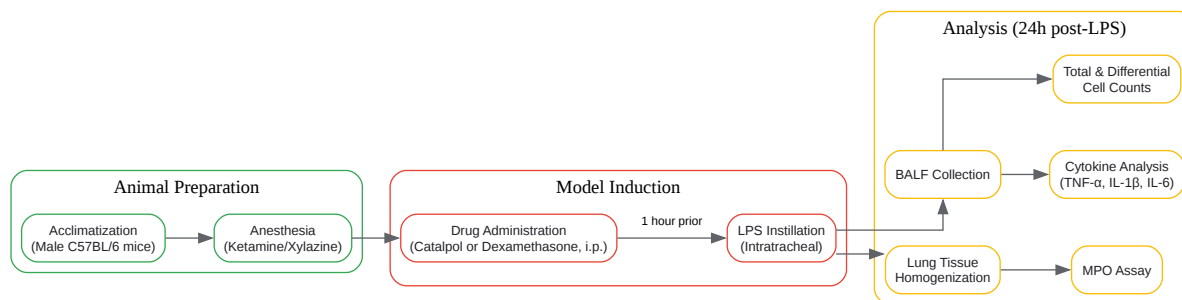 Animal Preparation
Acclimatization
(Male C57BL/6 mice)
Anesthesia
(Ketamine/Xylazine)
Model Induction
Drug Administration
(Catalpol or Dexamethasone, i.p.)
1 hour prior
LPS Instillation
(Intratracheal)
Analysis (24h post-LPS)
BALF Collection
Total & Differential
Cell Counts
Cytokine Analysis
(TNF-α, IL-1β, IL-6)
Lung Tissue
Homogenization
MPO Assay